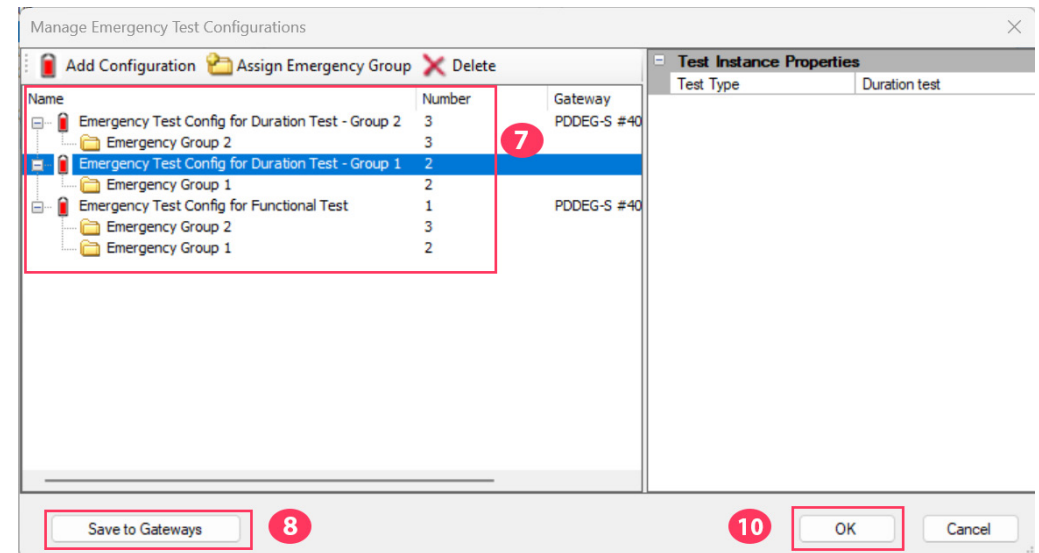 Manage Emergency Test Configurations
Add Configuration Assign Emergency Group Delete
Name Number Gateway
Emergency Test Config for Duration Test - Group 2 3 PDDEG-S #40
Emergency Group 2 3
7
Emergency Test Config for Duration Test - Group 1 2
Emergency Group 1 2
Emergency Test Config for Functional Test 1 PDDEG-S #40
Emergency Group 2 3
Emergency Group 1 2
Test Instance Properties
Test Type Duration test
Save to Gateways 8 10 OK Cancel